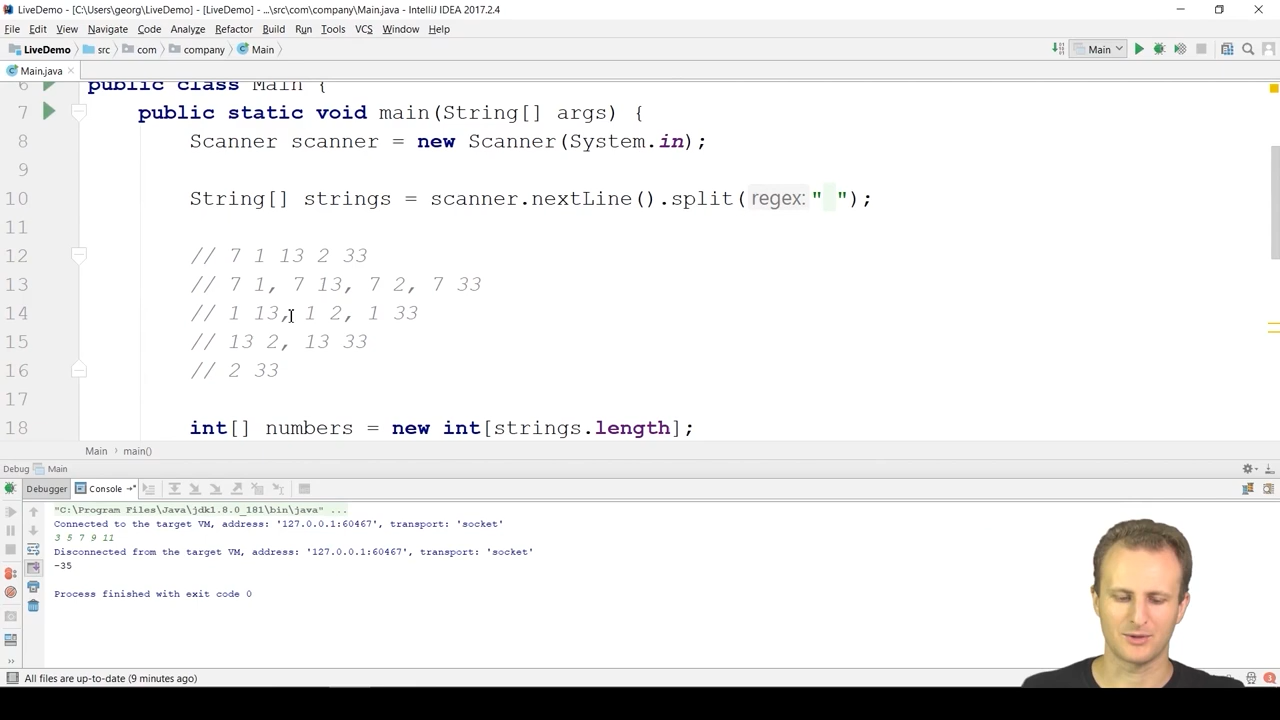 LiveDemo - [C:\Users\georg\LiveDemo] - [LiveDemo] - ...\src\com\company\Main.java - IntelliJ IDEA 2017.2.4
File Edit View Navigate Code Analyze Refactor Build Run Tools VCS Window Help
LiveDemo src com company Main Main
Main.java
6 public class Main {
7 public static void main(String[] args) {
8 Scanner scanner = new Scanner(System.in);
9
10 String[] strings = scanner.nextLine().split(regex: " ");
11
12 // 7 1 13 2 33
13 // 7 1, 7 13, 7 2, 7 33
14 // 1 13, 1 2, 1 33
15 // 13 2, 13 33
16 // 2 33
17
18 int[] numbers = new int[strings.length];
Main main()
Debug Main
Debugger Console
"C:\Program Files\Java\jdk1.8.0_181\bin\java" ...
Connected to the target VM, address: '127.0.0.1:60467', transport: 'socket'
3 5 7 9 11
Disconnected from the target VM, address: '127.0.0.1:60467', transport: 'socket'
-35
Process finished with exit code 0
All files are up-to-date (9 minutes ago)